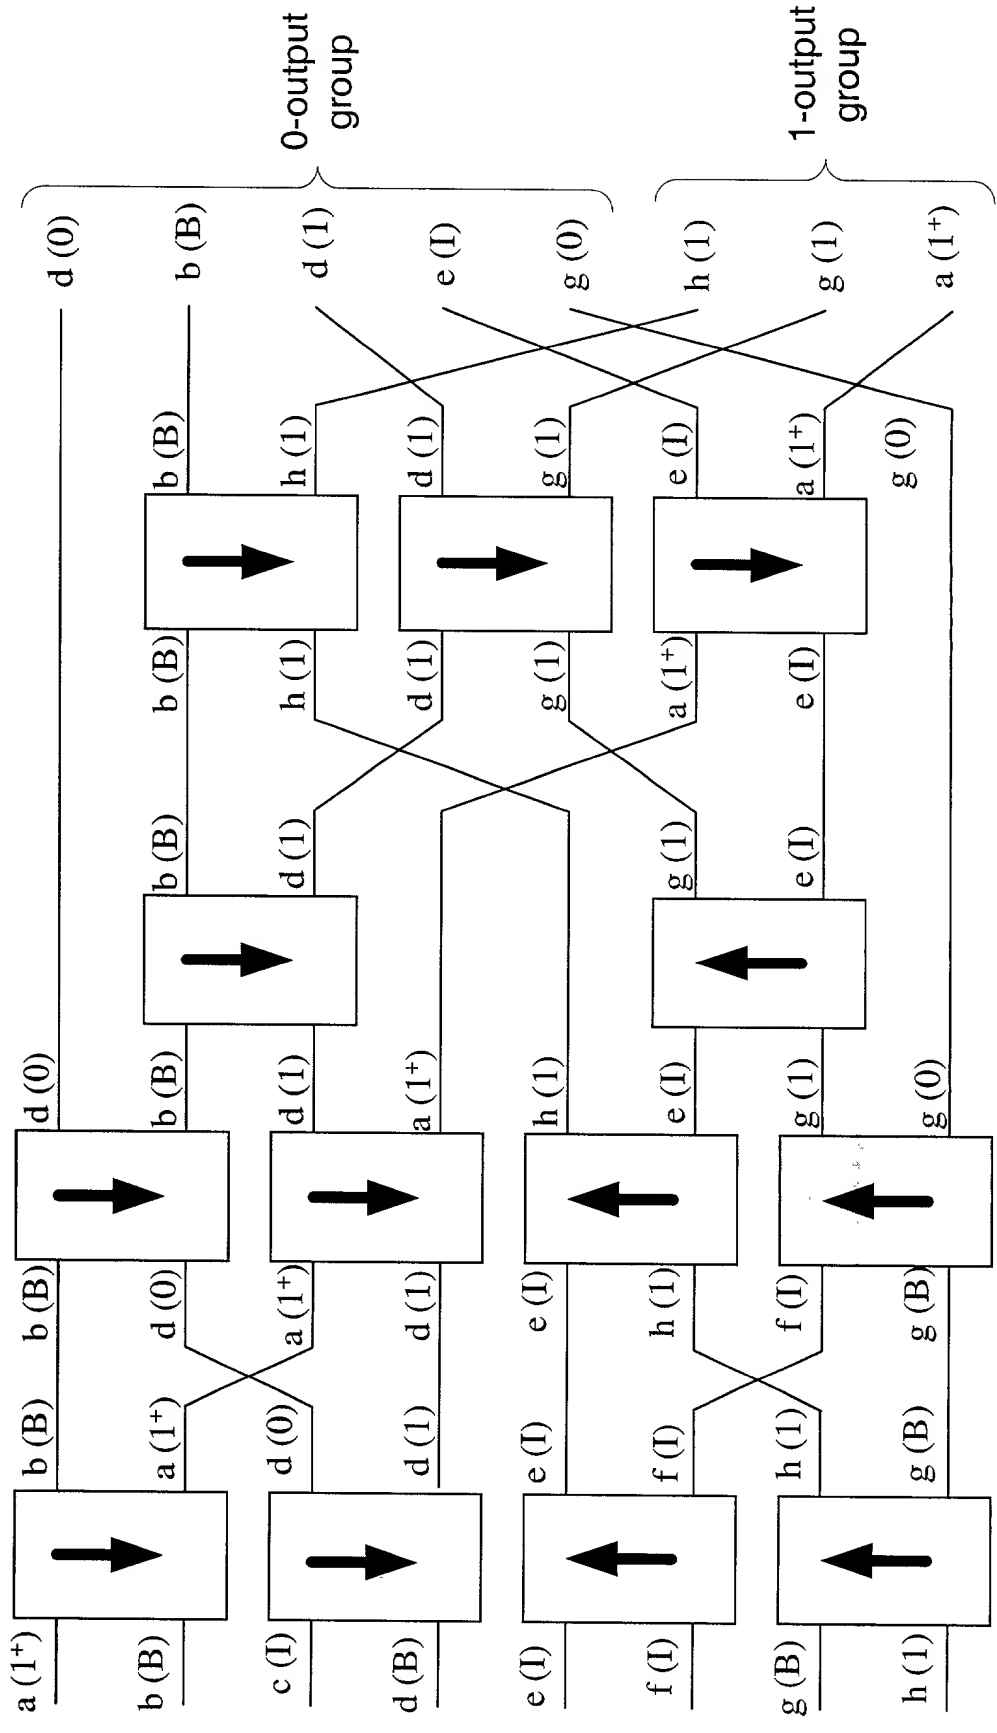 a (1⁺)
b (B)
c (I)
d (B)
e (I)
f (I)
g (B)
h (1)
b (B)
a (1⁺)
d (0)
d (1)
e (I)
f (I)
h (1)
g (B)
b (B)
d (0)
a (1⁺)
d (1)
e (I)
h (1)
f (I)
g (B)
d (0)
b (B)
d (1)
a (1⁺)
h (1)
e (I)
g (1)
g (0)
b (B)
d (1)
g (1)
e (I)
b (B)
h (1)
d (1)
g (1)
a (1⁺)
e (I)
b (B)
h (1)
d (1)
g (1)
e (I)
a (1⁺)
g (0)
d (0)
b (B)
d (1)
e (I)
g (0)
h (1)
g (1)
a (1⁺)
0-output
group
1-output
group